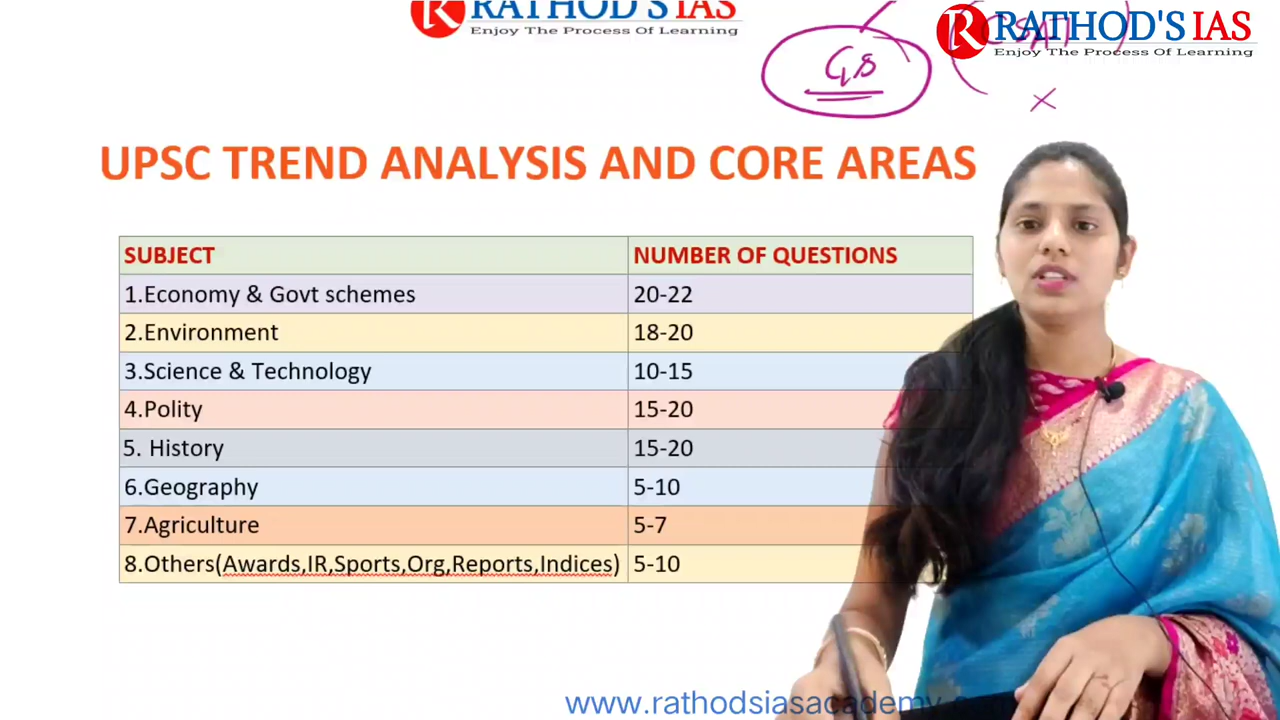 RATHOD'S IAS
Enjoy The Process Of Learning
RATHOD'S IAS
Enjoy The Process Of Learning
GS
UPSC TREND ANALYSIS AND CORE AREAS
SUBJECT NUMBER OF QUESTIONS
1.Economy & Govt schemes 20-22
2.Environment 18-20
3.Science & Technology 10-15
4.Polity 15-20
5. History 15-20
6.Geography 5-10
7.Agriculture 5-7
8.Others(Awards,IR,Sports,Org,Reports,Indices) 5-10
www.rathodsiasacademy.